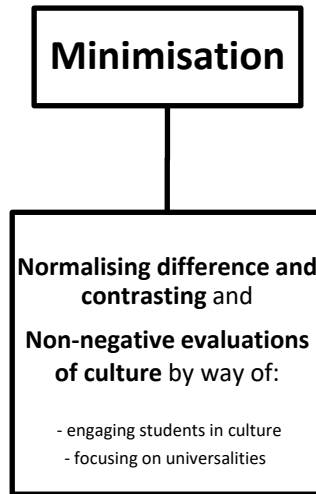 Minimisation
Normalising difference and
contrasting and
Non-negative evaluations
of culture by way of:
- engaging students in culture
- focusing on universalities